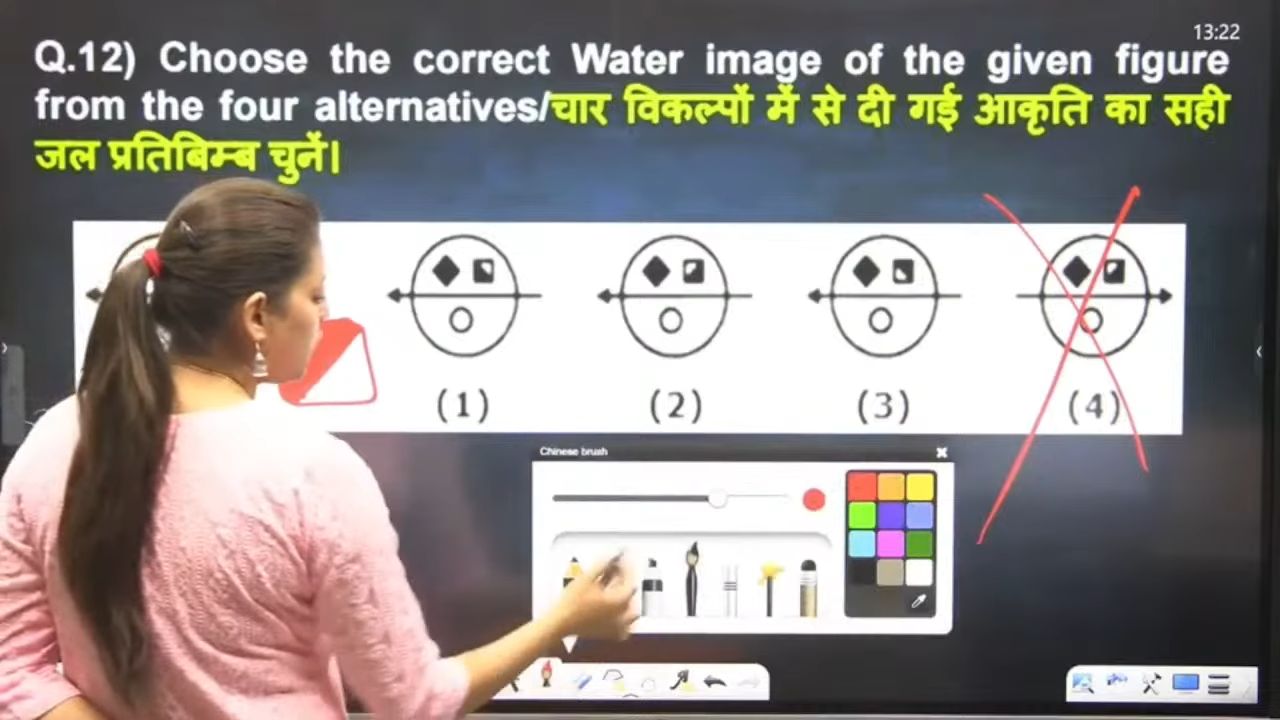 13:22
Q.12) Choose the correct Water image of the given figure
from the four alternatives/चार विकल्पों में से दी गई आकृति का सही
जल प्रतिबिम्ब चुनें।
(1) (2) (3) (4)
Chinese brush